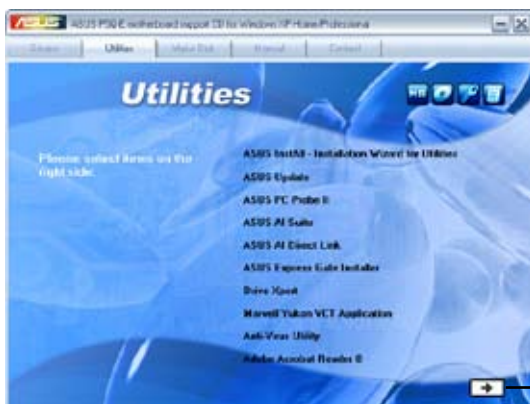 ASUS P5Q-E motherboard support CD for Windows XP Home/Professional
Drivers Utilities Make Disk Manual Contact
Utilities
Please select items on the right side.
ASUS InstAll - Installation Wizard for Utilities
ASUS Update
ASUS PC Probe II
ASUS AI Suite
ASUS AI Direct Link
ASUS Express Gate Installer
Drive Xpert
Marvell Yukon VCT Application
Anti-Virus Utility
Adobe Acrobat Reader 8